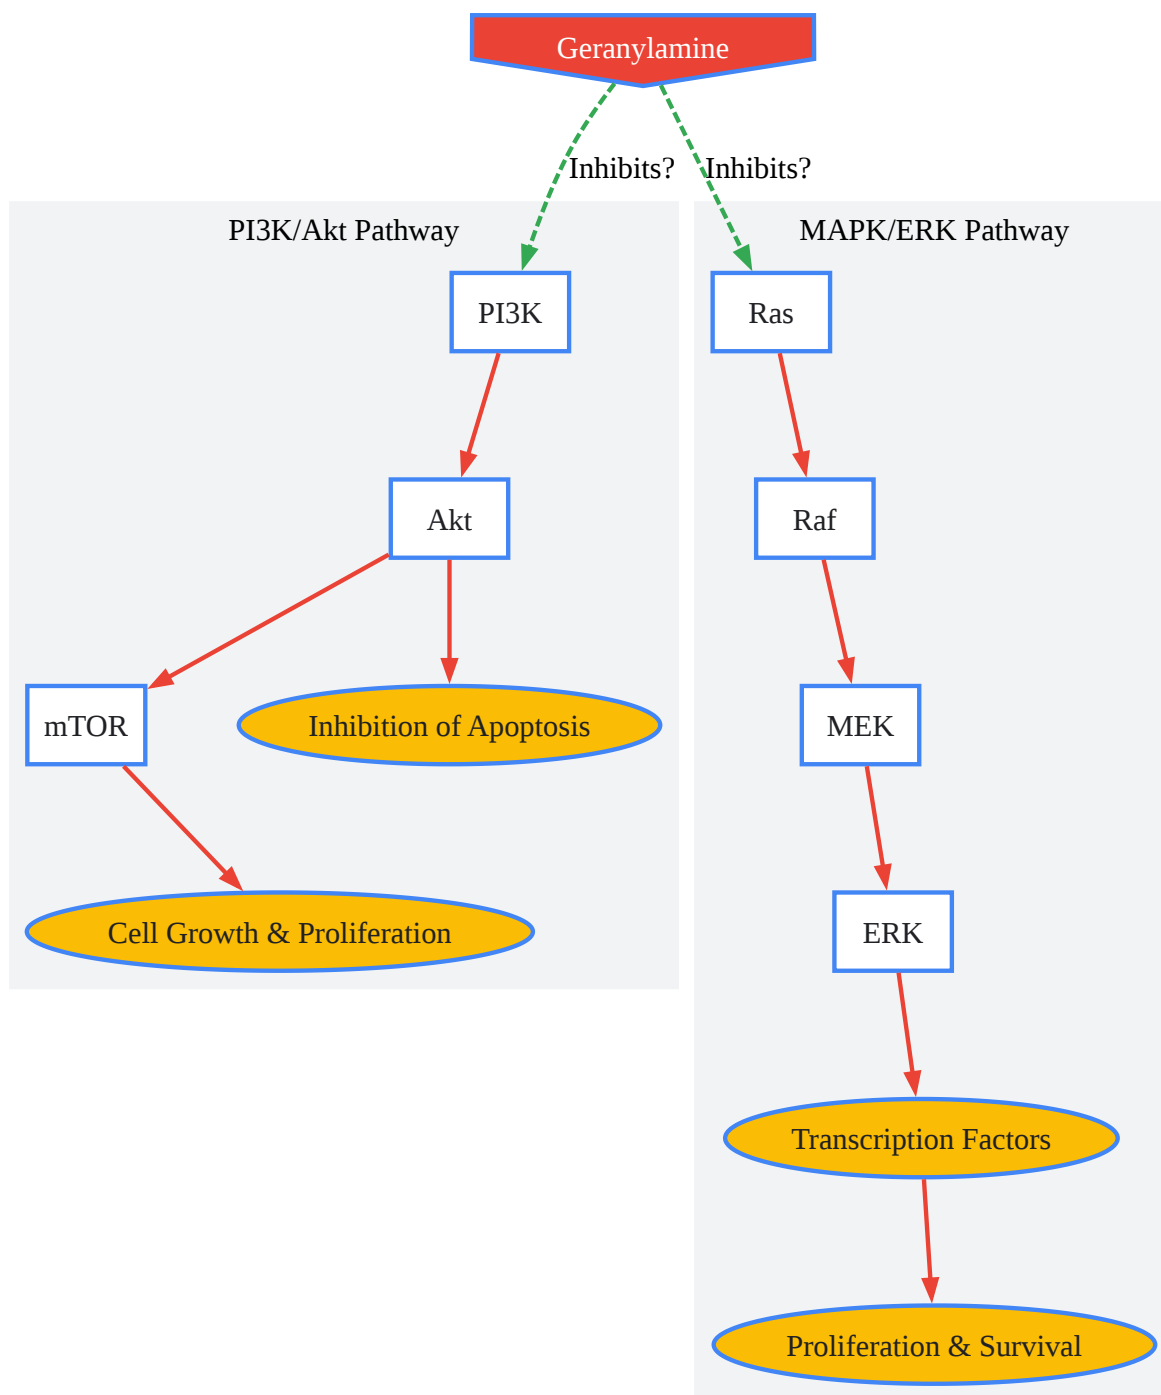 Geranylamine
Inhibits?
Inhibits?
PI3K/Akt Pathway
PI3K
Akt
mTOR
Inhibition of Apoptosis
Cell Growth & Proliferation
MAPK/ERK Pathway
Ras
Raf
MEK
ERK
Transcription Factors
Proliferation & Survival